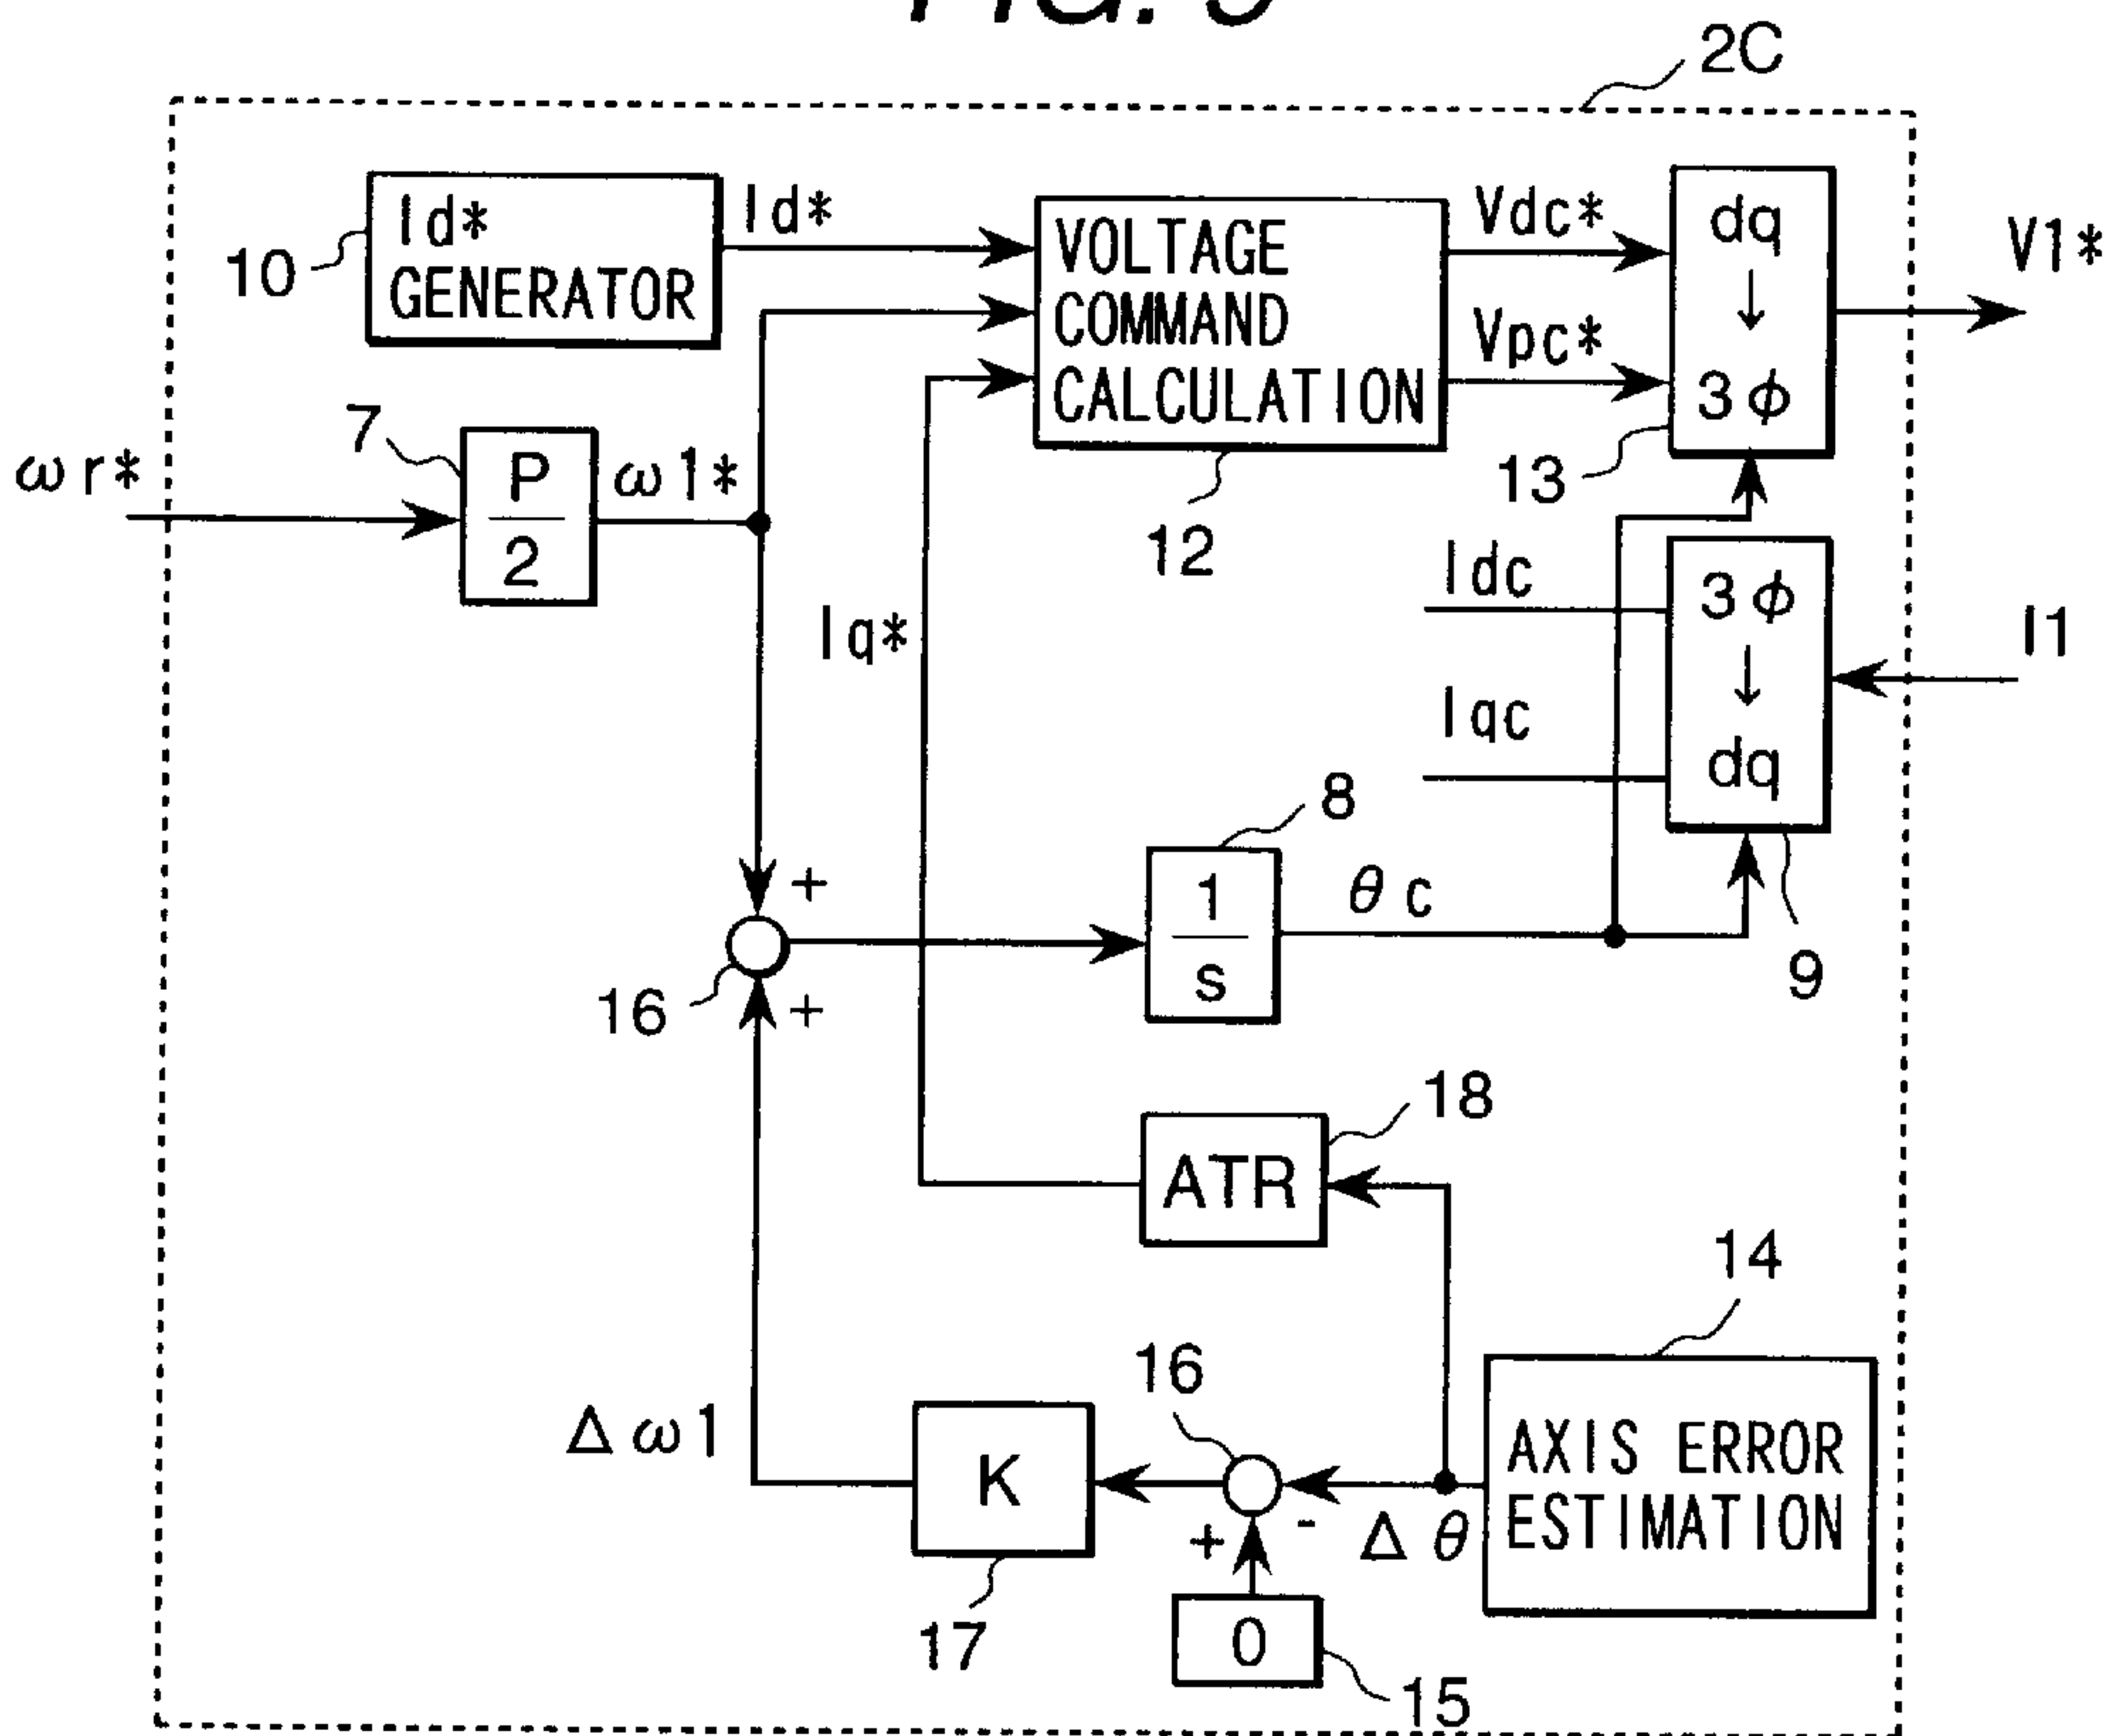 2C
Id*
GENERATOR
10
Id*
VOLTAGE
COMMAND
CALCULATION
12
Vdc*
Vpc*
dq
↓
3φ
13
V1*
ωr*
7
P
2
ω1*
Iq*
Idc
Iqc
3φ
↓
dq
I1
9
+
16
+
8
1
s
θc
ATR
18
14
AXIS ERROR
ESTIMATION
Δω1
K
17
16
+
-
Δθ
0
15